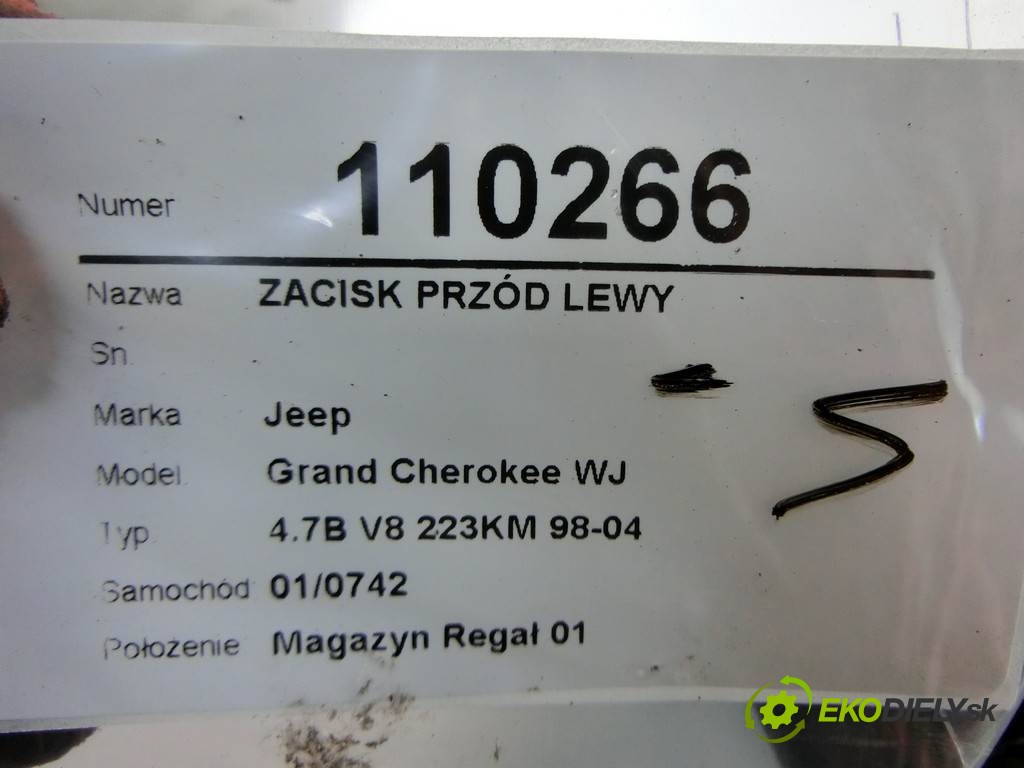 Numer 110266
Nazwa ZACISK PRZÓD LEWY
Sn.
Marka Jeep
Model Grand Cherokee WJ
Typ 4.7B V8 223KM 98-04
Samochód 01/0742
Położenie Magazyn Regał 01
EKODIELY.sk